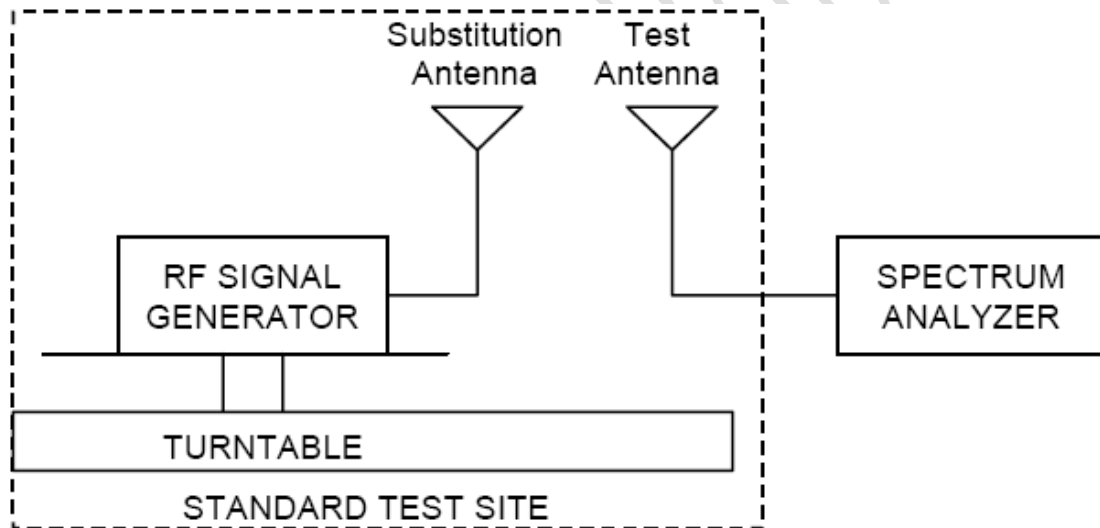 Substitution
Antenna
Test
Antenna
RF SIGNAL
GENERATOR
SPECTRUM
ANALYZER
TURNTABLE
STANDARD TEST SITE